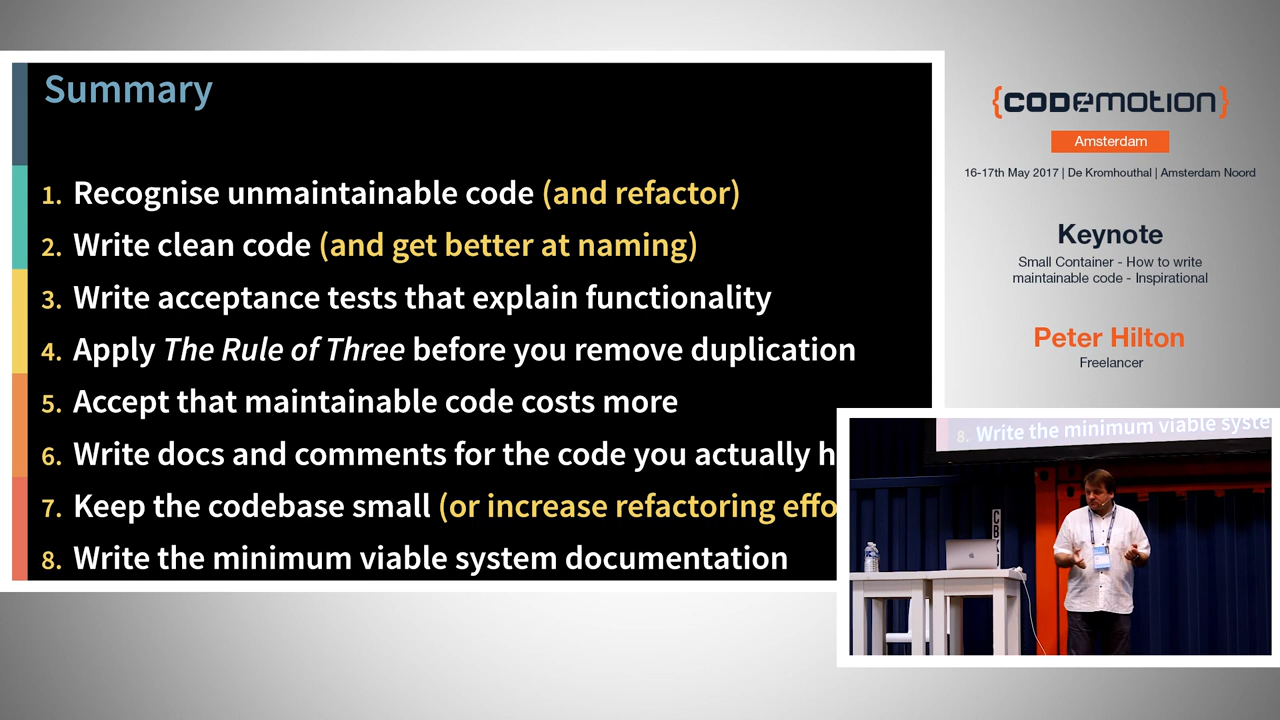 Summary
1. Recognise unmaintainable code (and refactor)
2. Write clean code (and get better at naming)
3. Write acceptance tests that explain functionality
4. Apply The Rule of Three before you remove duplication
5. Accept that maintainable code costs more
6. Write docs and comments for the code you actually h
7. Keep the codebase small (or increase refactoring effo
8. Write the minimum viable system documentation
{CODEMOTION}
Amsterdam
16-17th May 2017 | De Kromhouthal | Amsterdam Noord
Keynote
Small Container - How to write
maintainable code - Inspirational
Peter Hilton
Freelancer
8. Write the minimum viable syste